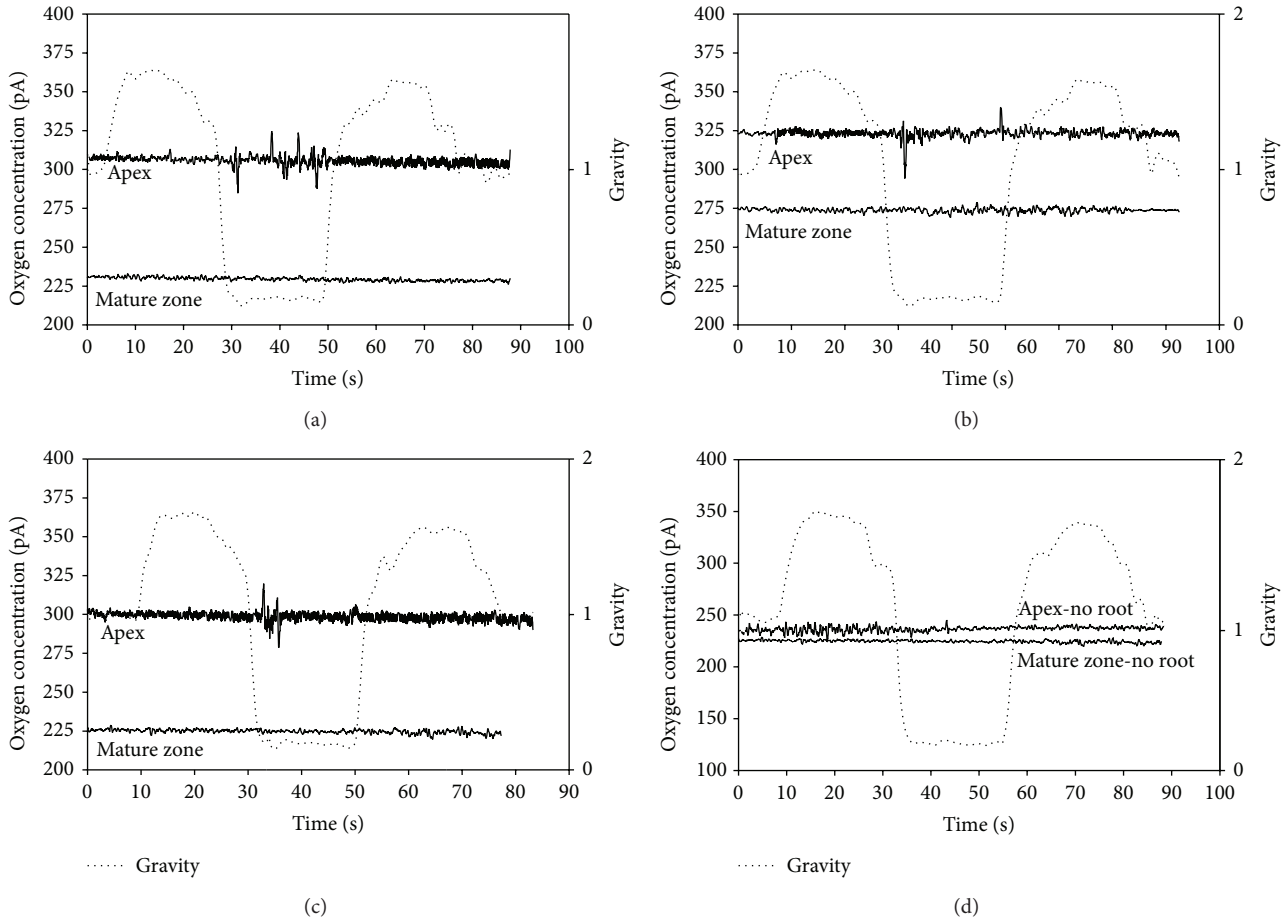 400
375
350
325
300
275
250
225
200
Oxygen concentration (pA)
Apex
Mature zone
2
1
0
Gravity
0 10 20 30 40 50 60 70 80 90 100
Time (s)
(a)
400
375
350
325
300
275
250
225
200
Oxygen concentration (pA)
Apex
Mature zone
2
1
0
Gravity
0 10 20 30 40 50 60 70 80 90 100
Time (s)
(b)
400
375
350
325
300
275
250
225
200
Oxygen concentration (pA)
Apex
Mature zone
2
1
0
Gravity
0 10 20 30 40 50 60 70 80 90
Time (s)
Gravity
(c)
400
350
300
250
200
150
100
Oxygen concentration (pA)
Apex-no root
Mature zone-no root
2
1
0
Gravity
0 10 20 30 40 50 60 70 80 90 100
Time (s)
Gravity
(d)